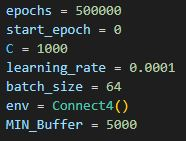 epochs = 500000
start_epoch = 0
C = 1000
learning_rate = 0.0001
batch_size = 64
env = Connect4()
MIN_Buffer = 5000